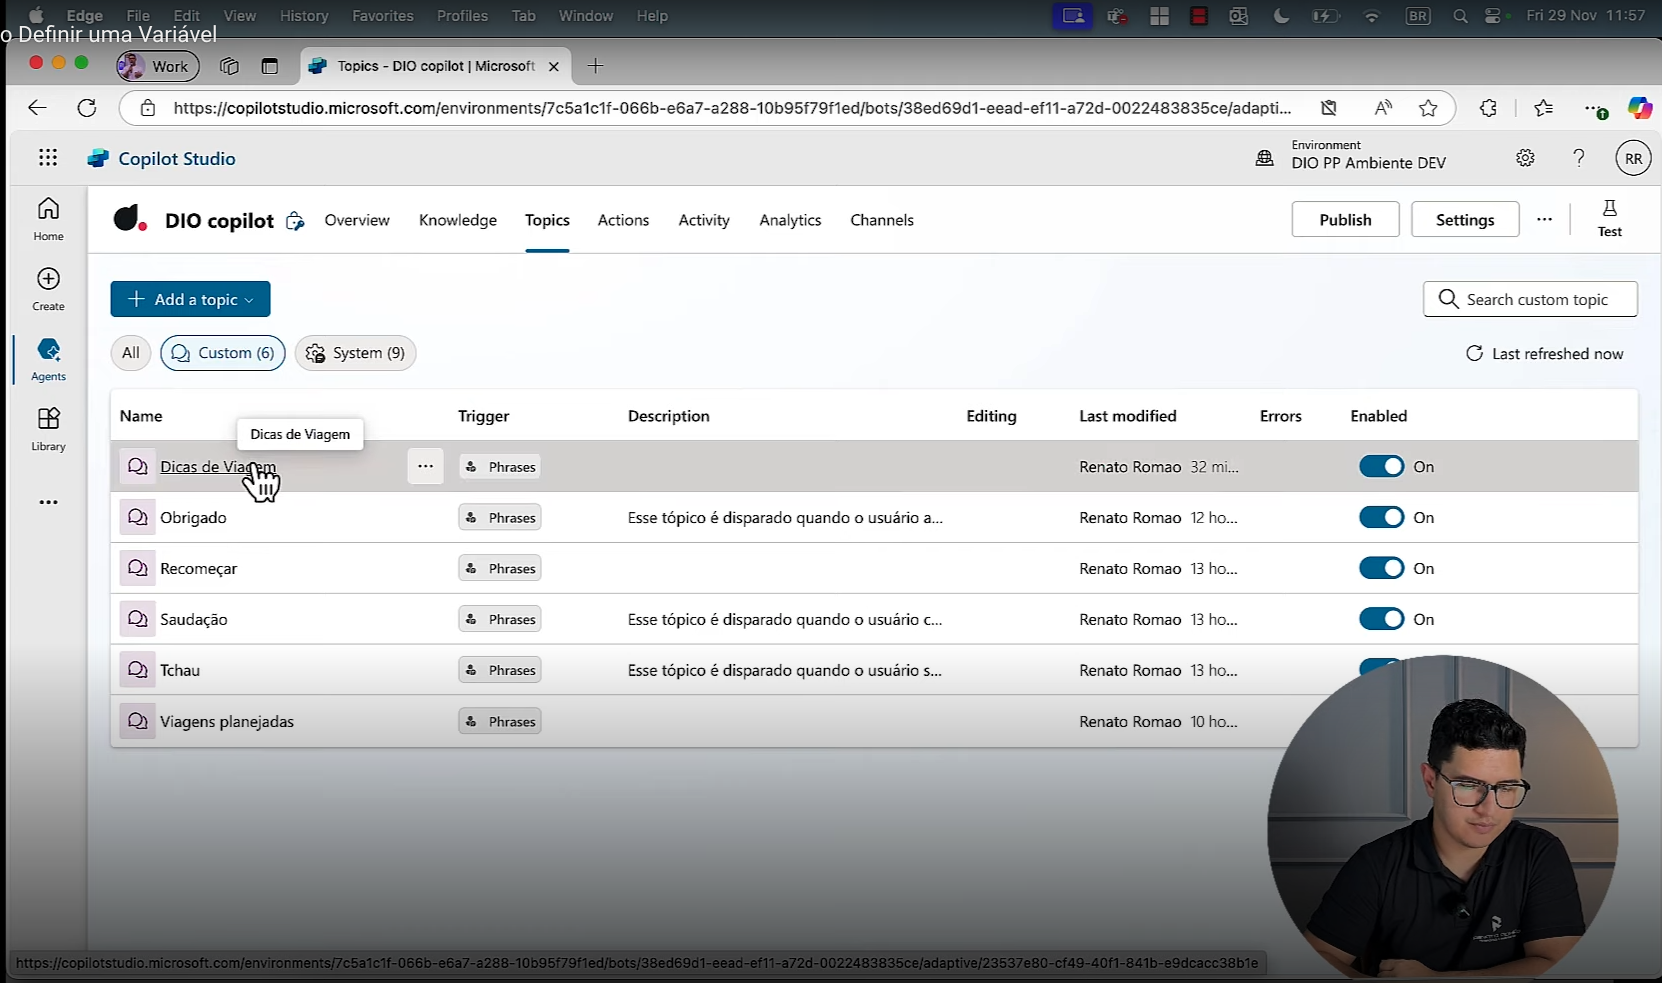 Edge File Edit View History Favorites Profiles Tab Window Help BR Fri 29 Nov 11:57
o Definir uma Variável
Work Topics - DIO copilot | Microsoft
https://copilotstudio.microsoft.com/environments/7c5a1c1f-066b-e6a7-a288-10b95f79f1ed/bots/38ed69d1-eead-ef11-a72d-0022483835ce/adapti...
Copilot Studio
Environment
DIO PP Ambiente DEV
RR
Home
Create
Agents
Library
DIO copilot Overview Knowledge Topics Actions Activity Analytics Channels Publish Settings ... Test
Add a topic
Search custom topic
All Custom (6) System (9)
Last refreshed now
Name Trigger Description Editing Last modified Errors Enabled
Dicas de Viagem
Dicas de Viagem ... Phrases Renato Romao 32 mi... On
Obrigado Phrases Esse tópico é disparado quando o usuário a... Renato Romao 12 ho... On
Recomeçar Phrases Renato Romao 13 ho... On
Saudação Phrases Esse tópico é disparado quando o usuário c... Renato Romao 13 ho... On
Tchau Phrases Esse tópico é disparado quando o usuário s... Renato Romao 13 ho...
Viagens planejadas Phrases Renato Romao 10 ho...
https://copilotstudio.microsoft.com/environments/7c5a1c1f-066b-e6a7-a288-10b95f79f1ed/bots/38ed69d1-eead-ef11-a72d-0022483835ce/adaptive/23537e80-cf49-40f1-841b-e9dcacc38b1e